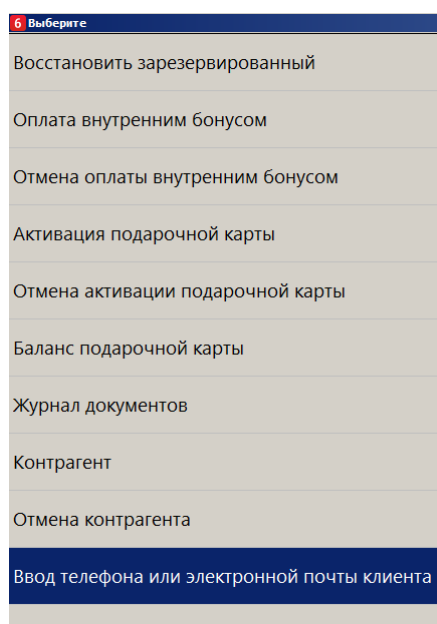 6 Выберите
Восстановить зарезервированный
Оплата внутренним бонусом
Отмена оплаты внутренним бонусом
Активация подарочной карты
Отмена активации подарочной карты
Баланс подарочной карты
Журнал документов
Контрагент
Отмена контрагента
Ввод телефона или электронной почты клиента